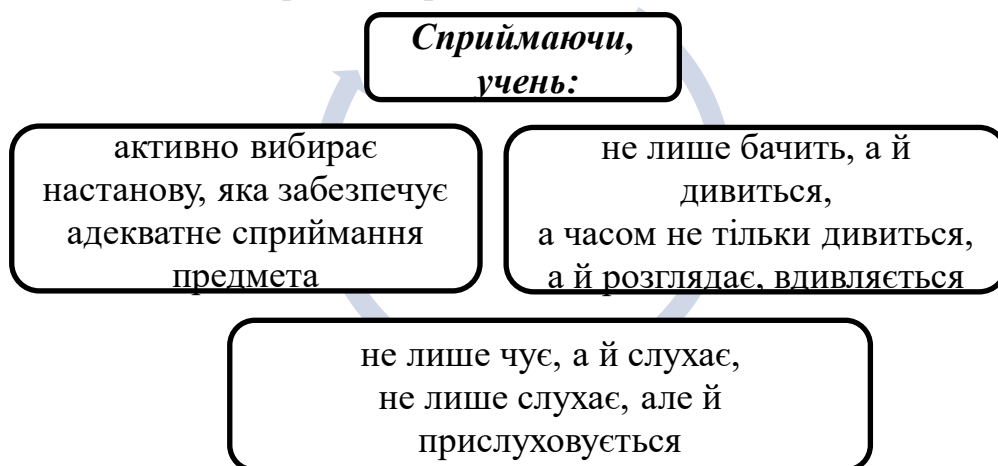 Сприймаючи,
учень:
не лише бачить, а й
дивиться,
а часом не тільки дивиться,
а й розглядає, вдивляється
не лише чує, а й слухає,
не лише слухає, але й
прислуховується
активно вибирає
настанову, яка забезпечує
адекватне сприймання
предмета